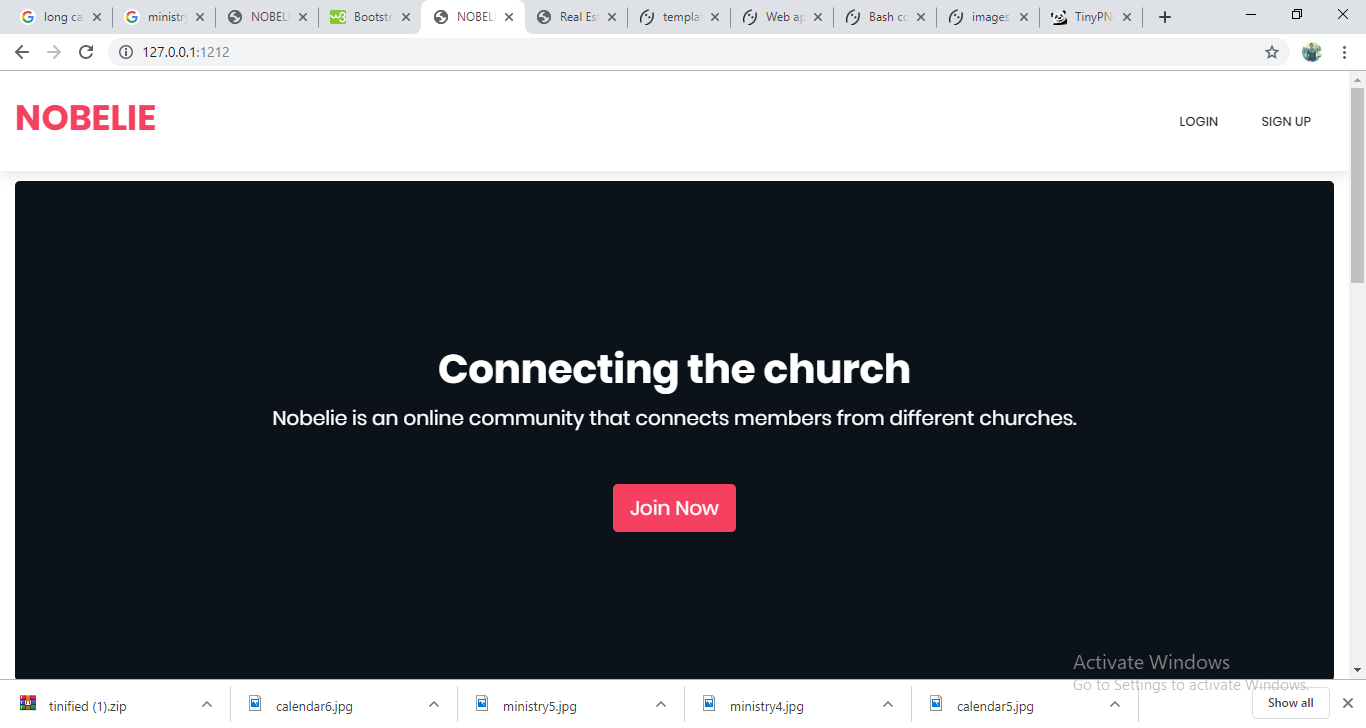 long ca
ministry
NOBELI
Bootstr
NOBEL
Real Es
templat
Web ap
Bash co
images
TinyPN
127.0.0.1:1212
NOBELIE
LOGIN
SIGN UP
Connecting the church
Nobelie is an online community that connects members from different churches.
Join Now
Activate Windows
Go to Settings to activate Windows.
tinified (1).zip
calendar6.jpg
ministry5.jpg
ministry4.jpg
calendar5.jpg
Show all